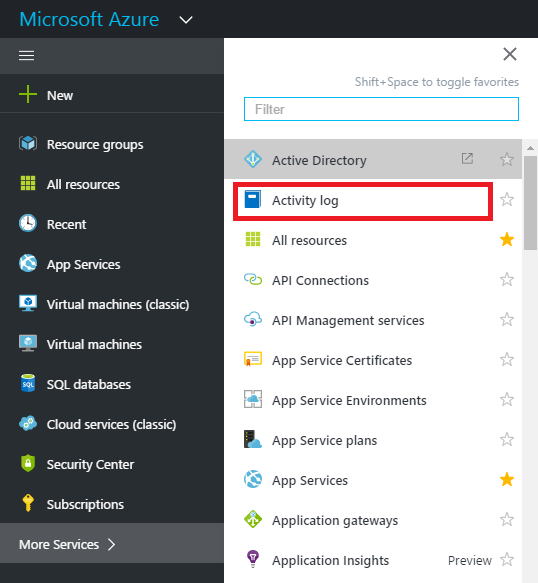 Microsoft Azure
New
Resource groups
All resources
Recent
App Services
Virtual machines (classic)
Virtual machines
SQL
SQL databases
Cloud services (classic)
Security Center
Subscriptions
More Services
Shift+Space to toggle favorites
Filter
Active Directory
Activity log
All resources
API Connections
API Management services
App Service Certificates
App Service Environments
App Service plans
App Services
Application gateways
Application Insights Preview